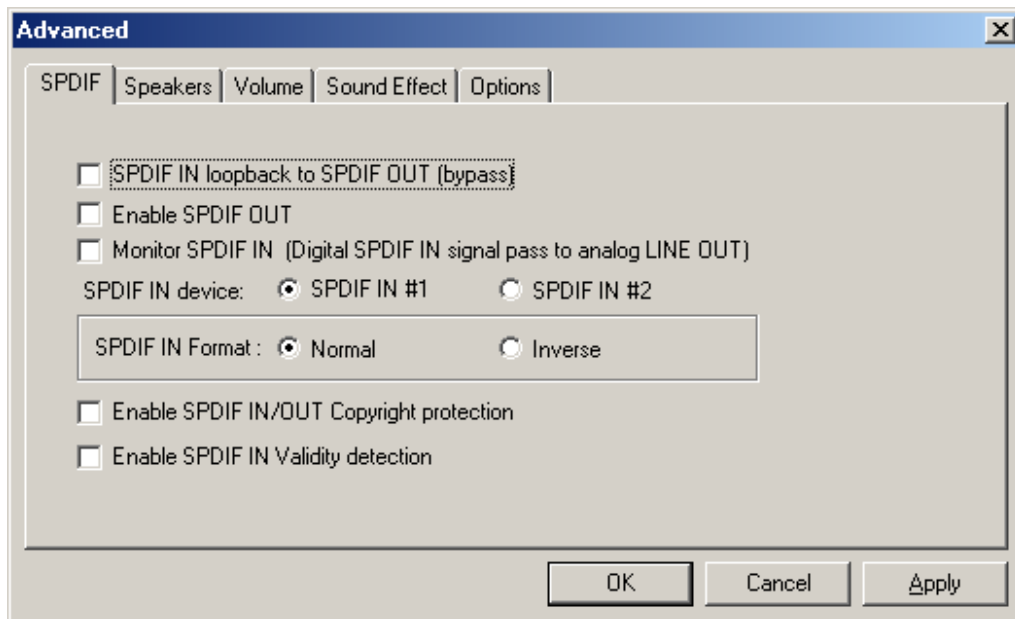 Advanced
SPDIF Speakers Volume Sound Effect Options
SPDIF IN loopback to SPDIF OUT (bypass)
Enable SPDIF OUT
Monitor SPDIF IN (Digital SPDIF IN signal pass to analog LINE OUT)
SPDIF IN device: SPDIF IN #1 SPDIF IN #2
SPDIF IN Format : Normal Inverse
Enable SPDIF IN/OUT Copyright protection
Enable SPDIF IN Validity detection
OK Cancel Apply